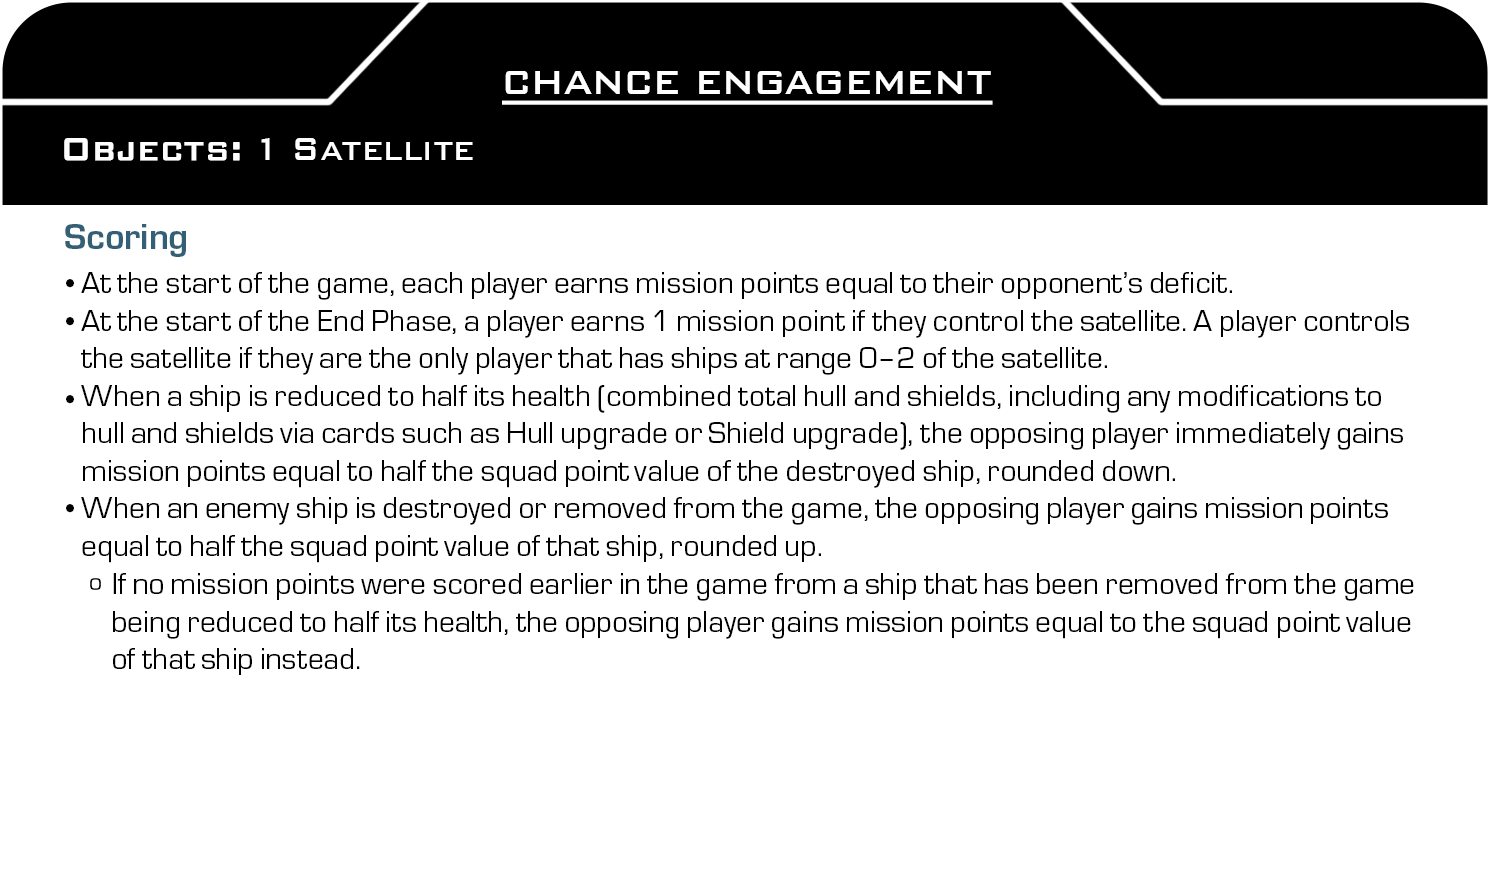 CHANCE ENGAGEMENT
OBJECTS: 1 SATELLITE
Scoring
• At the start of the game, each player earns mission points equal to their opponent's deficit.
• At the start of the End Phase, a player earns 1 mission point if they control the satellite. A player controls
the satellite if they are the only player that has ships at range 0–2 of the satellite.
• When a ship is reduced to half its health (combined total hull and shields, including any modifications to
hull and shields via cards such as Hull upgrade or Shield upgrade), the opposing player immediately gains
mission points equal to half the squad point value of the destroyed ship, rounded down.
• When an enemy ship is destroyed or removed from the game, the opposing player gains mission points
equal to half the squad point value of that ship, rounded up.
o If no mission points were scored earlier in the game from a ship that has been removed from the game
being reduced to half its health, the opposing player gains mission points equal to the squad point value
of that ship instead.